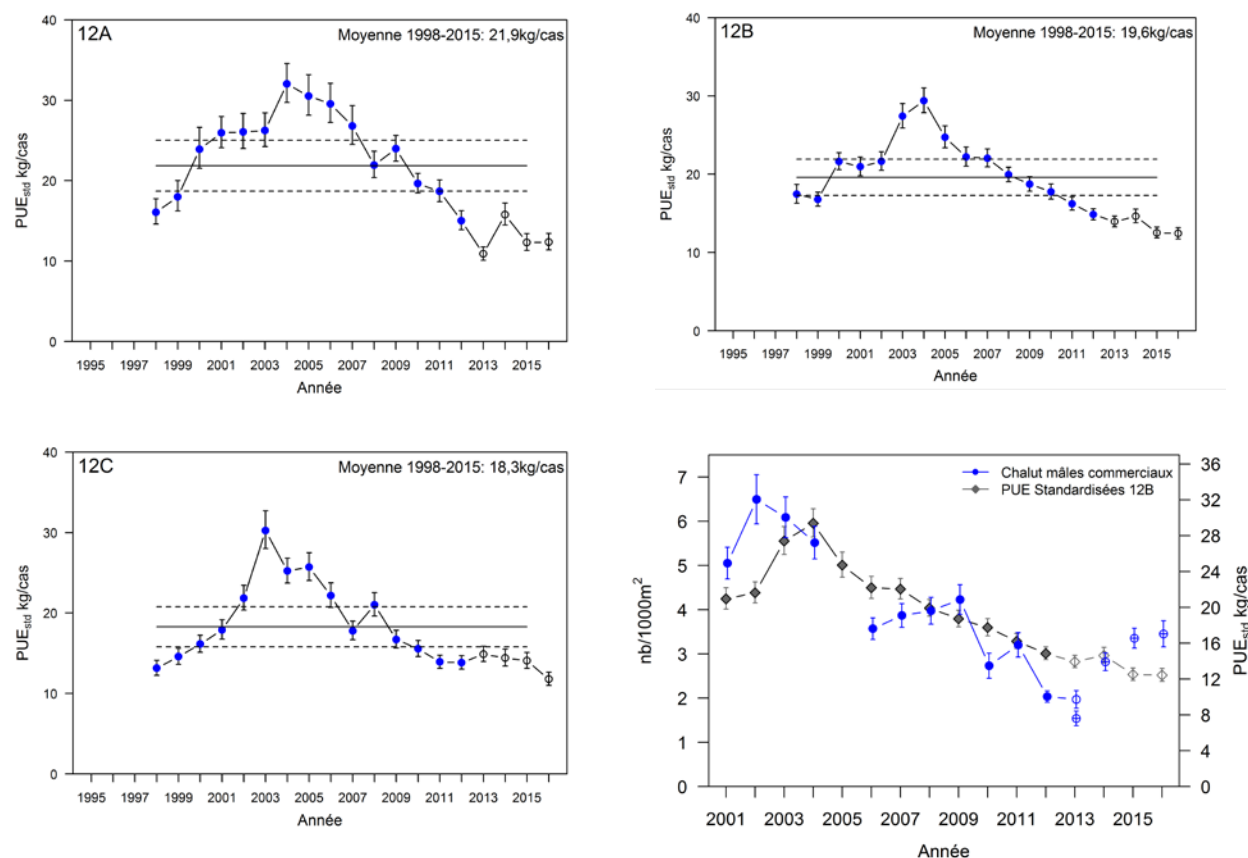 12A
Moyenne 1998-2015: 21,9kg/cas
40
30
20
10
0
PUEstd kg/cas
1995 1997 1999 2001 2003 2005 2007 2009 2011 2013 2015
Année
12B
Moyenne 1998-2015: 19,6kg/cas
40
30
20
10
0
PUEstd kg/cas
1995 1997 1999 2001 2003 2005 2007 2009 2011 2013 2015
Année
12C
Moyenne 1998-2015: 18,3kg/cas
40
30
20
10
0
PUEstd kg/cas
1995 1997 1999 2001 2003 2005 2007 2009 2011 2013 2015
Année
Chalut mâles commerciaux
PUE Standardisées 12B
7
6
5
4
3
2
1
0
nb/1000m²
36
32
28
24
20
16
12
8
4
0
PUEstd kg/cas
2001 2003 2005 2007 2009 2011 2013 2015
Année